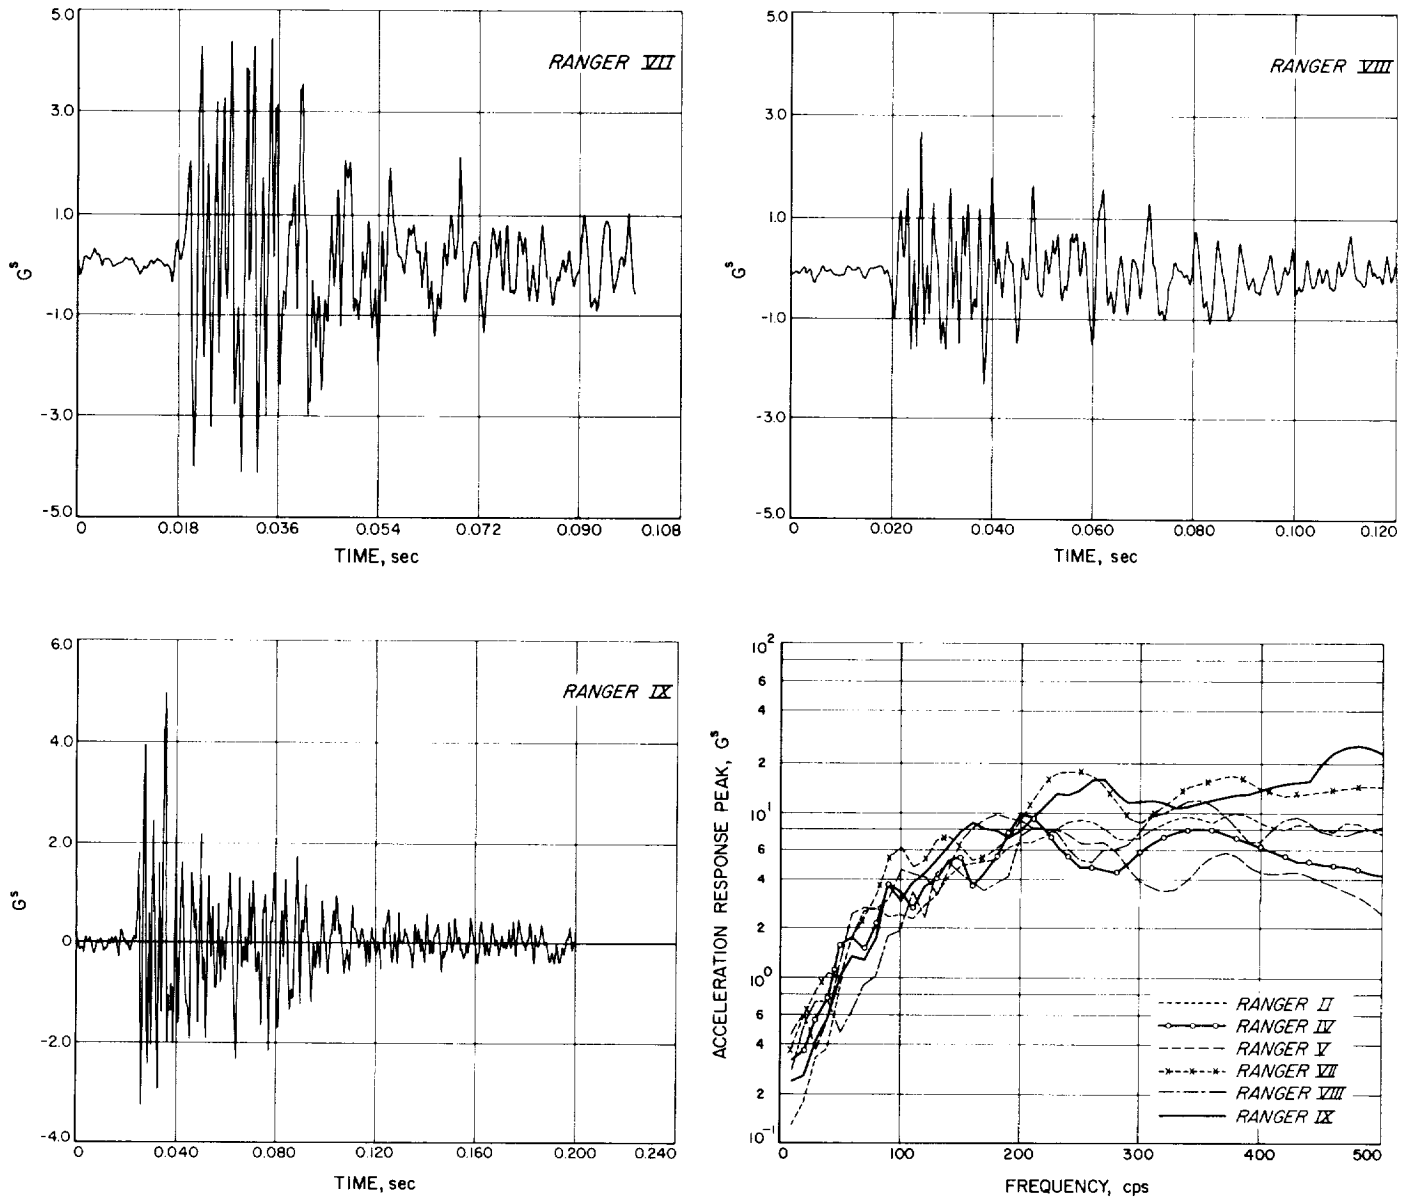 RANGER VII
5.0
3.0
1.0
-1.0
-3.0
-5.0
G^s
0 0.018 0.036 0.054 0.072 0.090 0.108
TIME, sec
RANGER VIII
5.0
3.0
1.0
-1.0
-3.0
-5.0
G^s
0 0.020 0.040 0.060 0.080 0.100 0.120
TIME, sec
RANGER IX
6.0
4.0
2.0
0
-2.0
-4.0
G^s
0 0.040 0.080 0.120 0.160 0.200 0.240
TIME, sec
10^2
6
4
2
10^1
6
4
2
10^0
6
4
2
10^-1
ACCELERATION RESPONSE PEAK, G^s
RANGER II
RANGER IV
RANGER V
RANGER VII
RANGER VIII
RANGER IX
0 100 200 300 400 500
FREQUENCY, cps